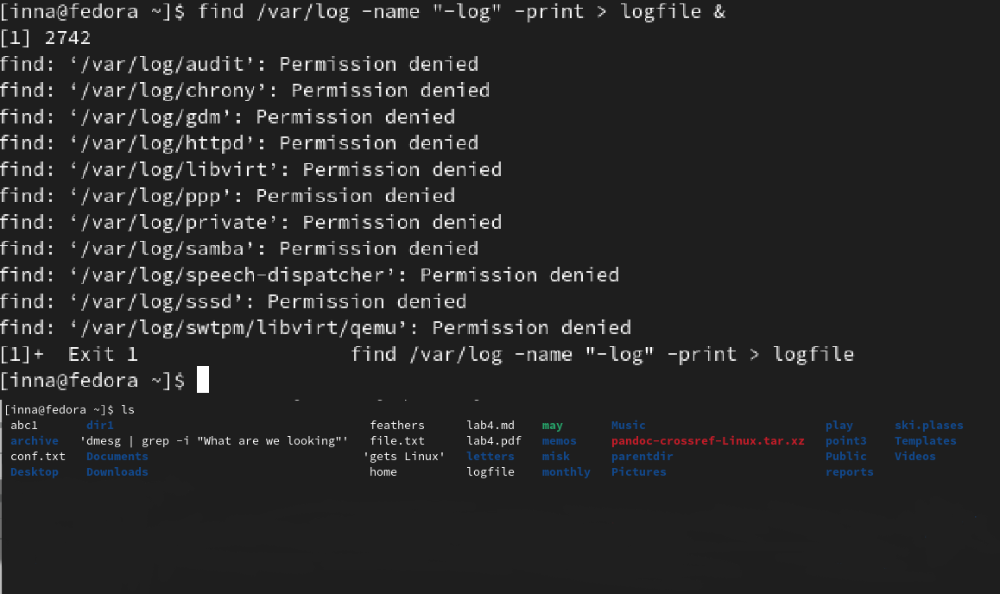 [inna@fedora ~]$ find /var/log -name "-log" -print > logfile &
[1] 2742
find: ‘/var/log/audit’: Permission denied
find: ‘/var/log/chrony’: Permission denied
find: ‘/var/log/gdm’: Permission denied
find: ‘/var/log/httpd’: Permission denied
find: ‘/var/log/libvirt’: Permission denied
find: ‘/var/log/ppp’: Permission denied
find: ‘/var/log/private’: Permission denied
find: ‘/var/log/samba’: Permission denied
find: ‘/var/log/speech-dispatcher’: Permission denied
find: ‘/var/log/sssd’: Permission denied
find: ‘/var/log/swtpm/libvirt/qemu’: Permission denied
[1]+  Exit 1                  find /var/log -name "-log" -print > logfile
[inna@fedora ~]$
[inna@fedora ~]$ ls
abc1 dir1 feathers lab4.md may Music play ski.plases
archive 'dmesg | grep -i "What are we looking"' file.txt lab4.pdf memos pandoc-crossref-Linux.tar.xz point3 Templates
conf.txt Documents 'gets Linux' letters misk parentdir Public Videos
Desktop Downloads home logfile monthly Pictures reports